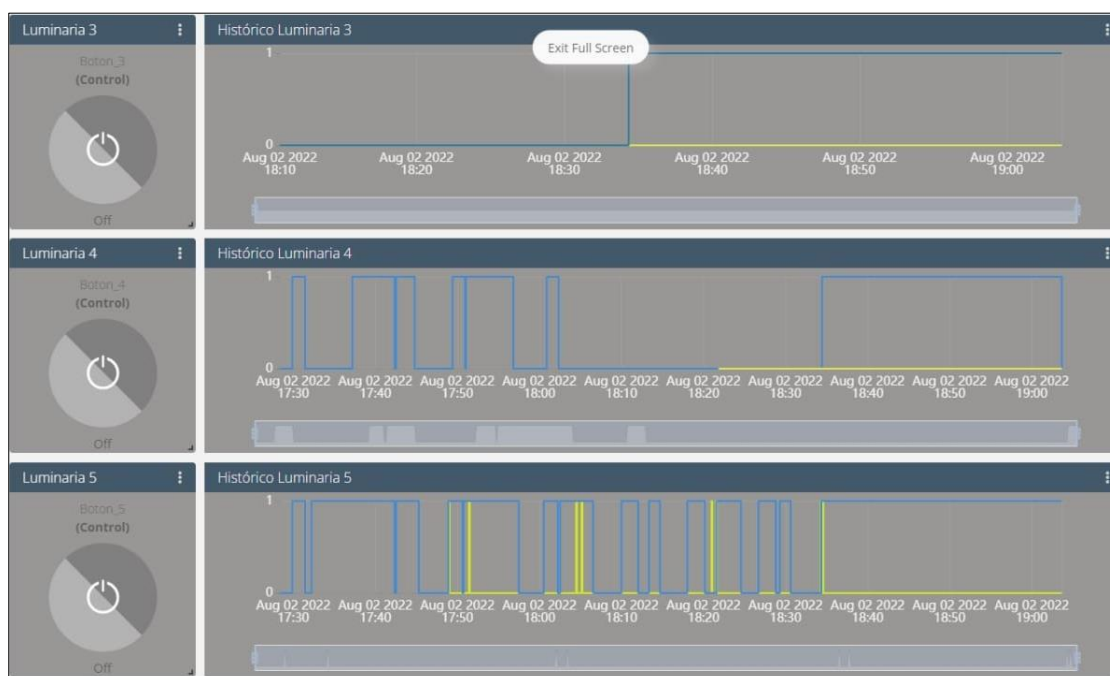 Luminaria 3
Histórico Luminaria 3
Exit Full Screen
Boton_3
(Control)
Off
1
0
Aug 02 2022 Aug 02 2022 Aug 02 2022 Aug 02 2022 Aug 02 2022 Aug 02 2022
18:10 18:20 18:30 18:40 18:50 19:00
Luminaria 4
Histórico Luminaria 4
Boton_4
(Control)
Off
1
0
Aug 02 2022 Aug 02 2022 Aug 02 2022 Aug 02 2022 Aug 02 2022 Aug 02 2022 Aug 02 2022 Aug 02 2022 Aug 02 2022 Aug 02 2022
17:30 17:40 17:50 18:00 18:10 18:20 18:30 18:40 18:50 19:00
Luminaria 5
Histórico Luminaria 5
Boton_5
(Control)
Off
1
0
Aug 02 2022 Aug 02 2022 Aug 02 2022 Aug 02 2022 Aug 02 2022 Aug 02 2022 Aug 02 2022 Aug 02 2022 Aug 02 2022 Aug 02 2022
17:30 17:40 17:50 18:00 18:10 18:20 18:30 18:40 18:50 19:00